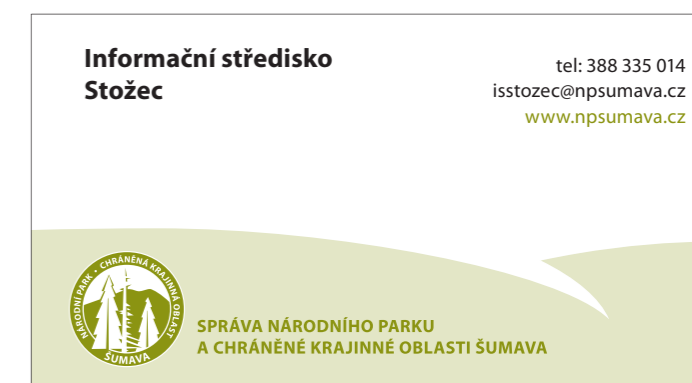 Informační středisko
Stožec
tel: 388 335 014
isstozec@npsumava.cz
www.npsumava.cz
NÁRODNÍ PARK • CHRÁNĚNÁ KRAJINNÁ OBLAST
ŠUMAVA
SPRÁVA NÁRODNÍHO PARKU
A CHRÁNĚNÉ KRAJINNÉ OBLASTI ŠUMAVA